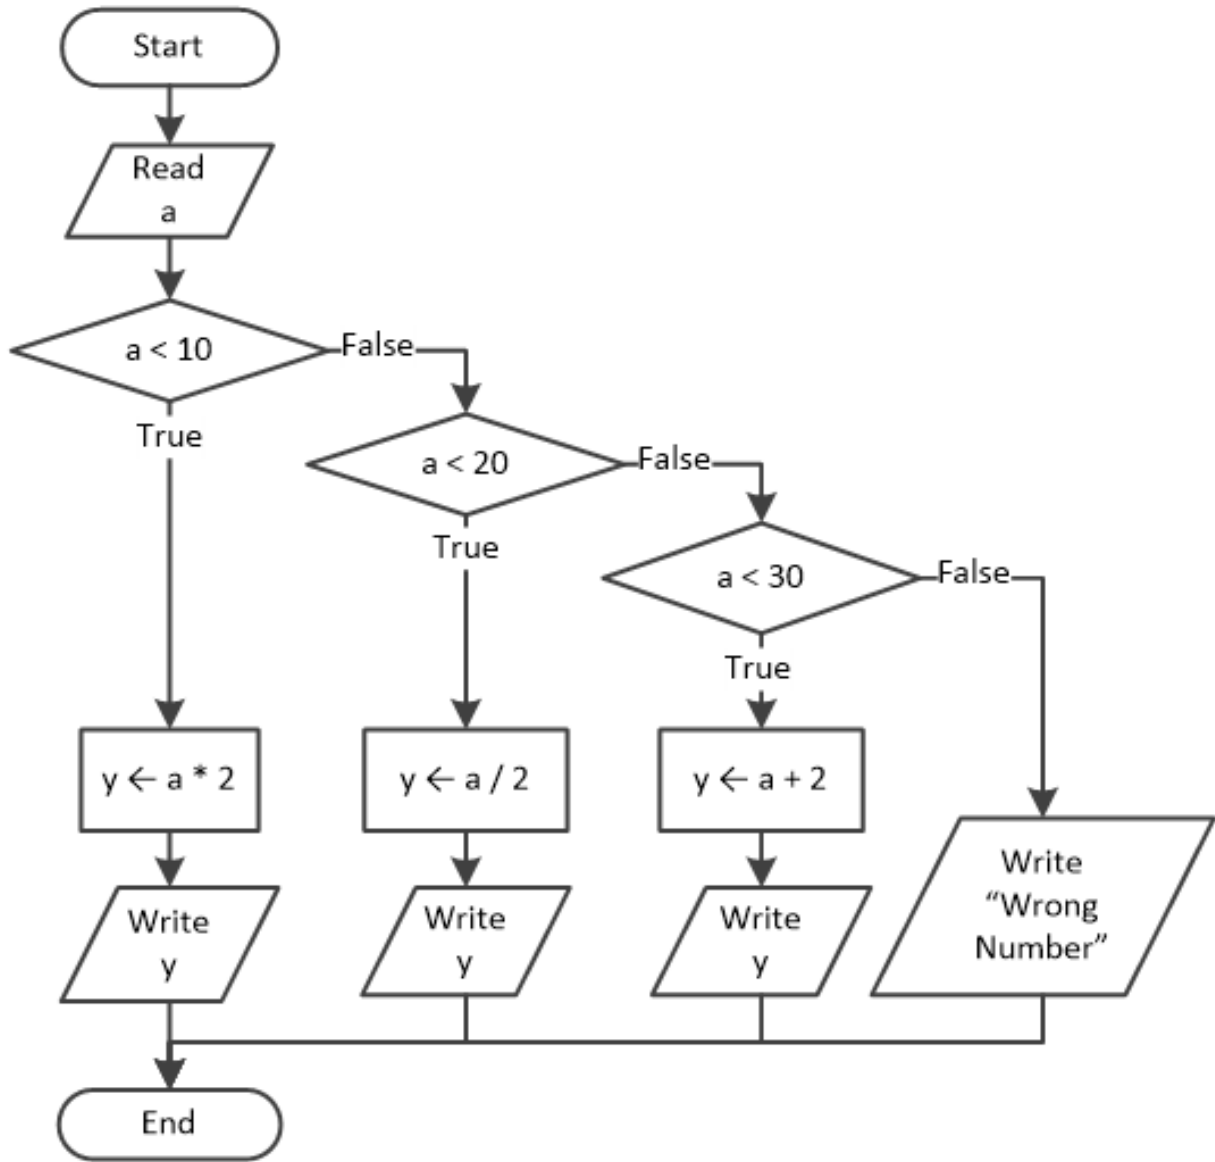 Start
Read
a
a < 10
False
True
a < 20
False
True
a < 30
False
True
y ← a * 2
y ← a / 2
y ← a + 2
Write
y
Write
y
Write
y
Write
“Wrong
Number”
End